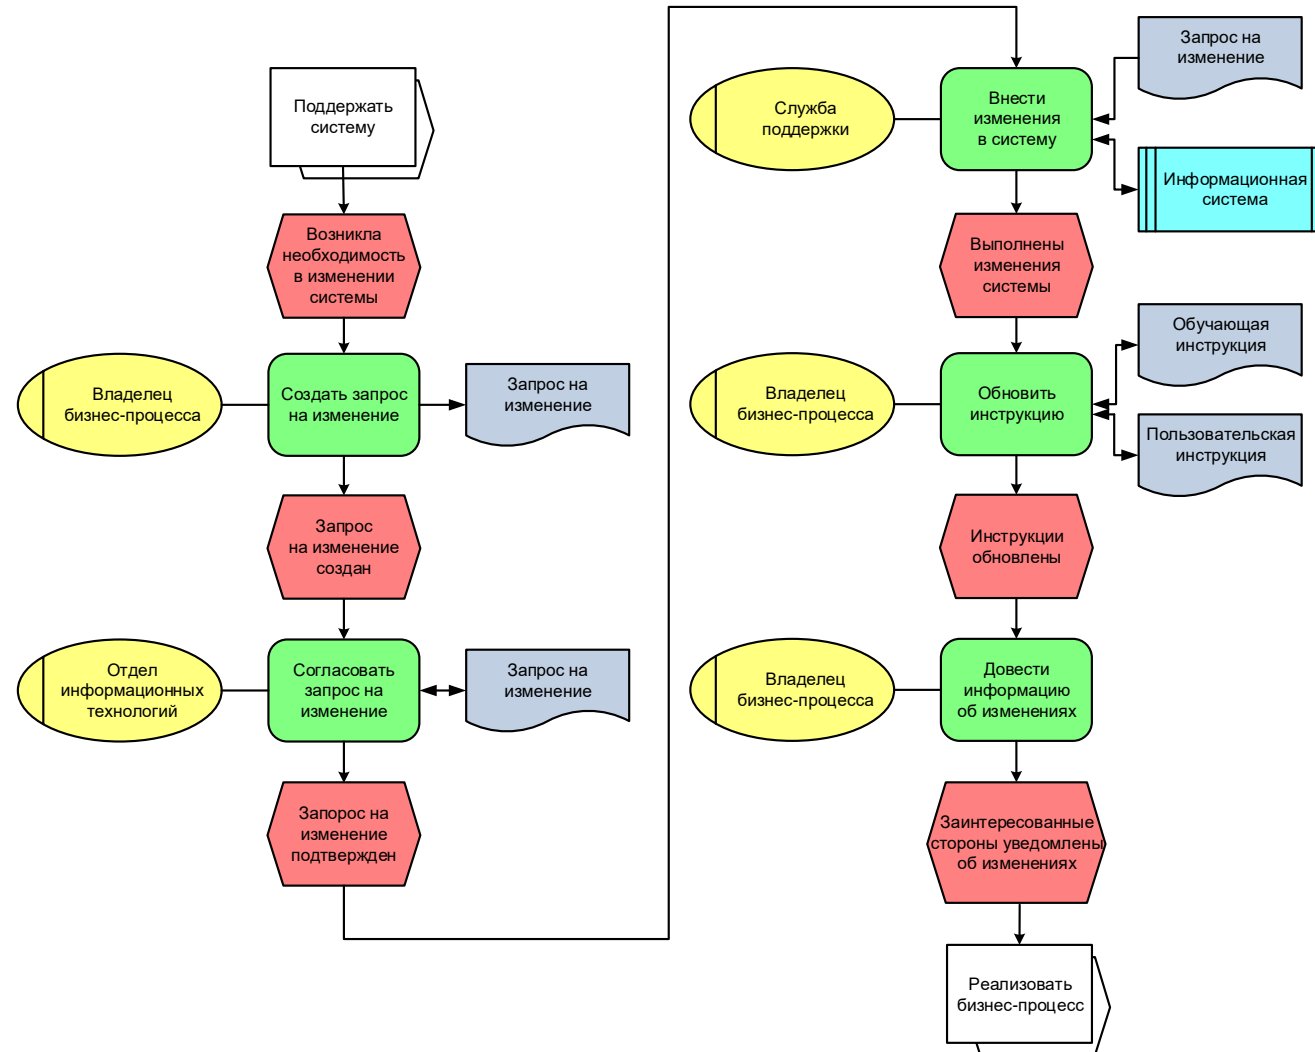 Поддержать
систему
Возникла
необходимость
в изменении
системы
Владелец
бизнес-процесса
Создать запрос
на изменение
Запрос на
изменение
Запрос
на изменение
создан
Отдел
информационных
технологий
Согласовать
запрос на
изменение
Запрос на
изменение
Запорос на
изменение
подтвержден
Служба
поддержки
Внести
изменения
в систему
Запрос на
изменение
Информационная
система
Выполнены
изменения
системы
Владелец
бизнес-процесса
Обновить
инструкцию
Обучающая
инструкция
Пользовательская
инструкция
Инструкции
обновлены
Владелец
бизнес-процесса
Довести
информацию
об изменениях
Заинтересованные
стороны уведомлены
об изменениях
Реализовать
бизнес-процесс